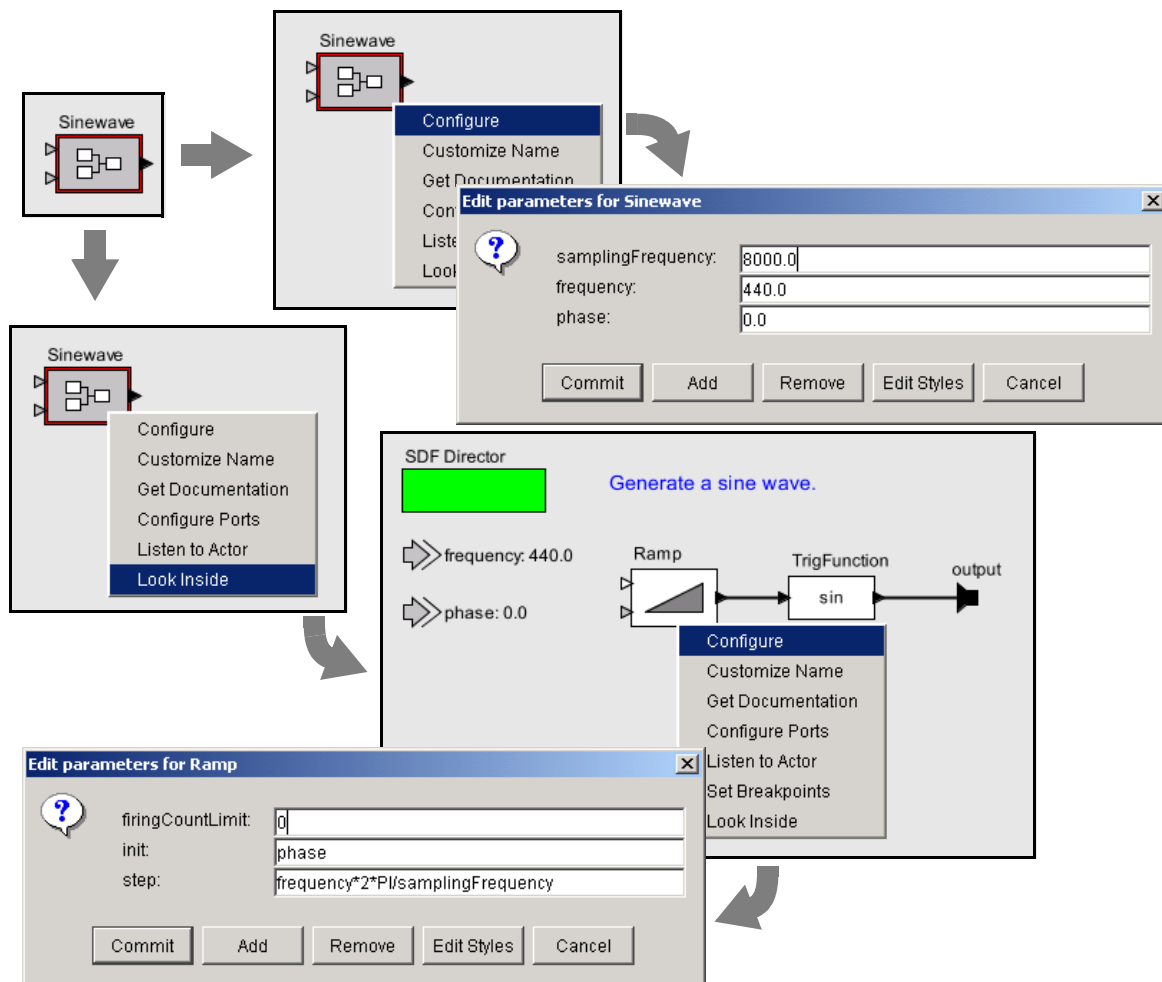 Sinewave
Configure
Customize Name
Get Documentation
Sinewave
Edit parameters for Sinewave
samplingFrequency: 8000.0
frequency: 440.0
phase: 0.0
Commit Add Remove Edit Styles Cancel
Sinewave
Configure
Customize Name
Get Documentation
Configure Ports
Listen to Actor
Look Inside
SDF Director
Generate a sine wave.
frequency: 440.0
phase: 0.0
Ramp
TrigFunction
sin
output
Configure
Customize Name
Get Documentation
Configure Ports
Listen to Actor
Set Breakpoints
Look Inside
Edit parameters for Ramp
firingCountLimit: 0
init: phase
step: frequency*2*PI/samplingFrequency
Commit Add Remove Edit Styles Cancel